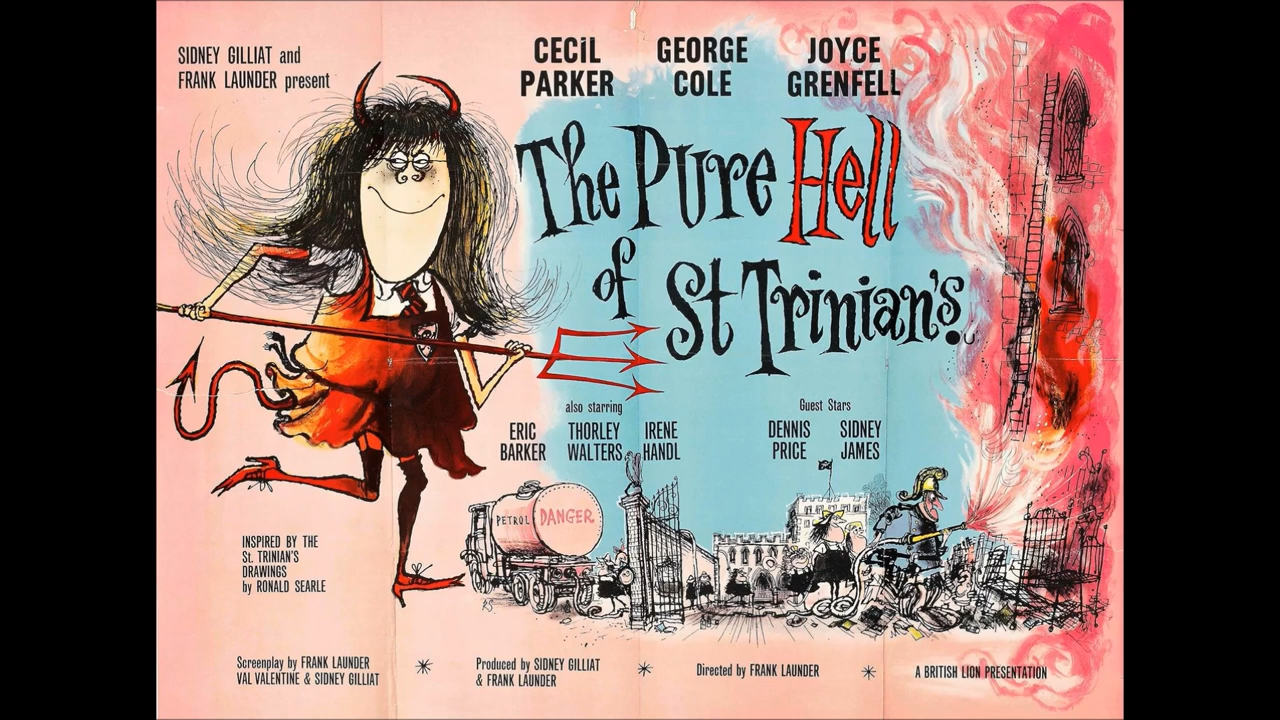 SIDNEY GILLIAT and
FRANK LAUNDER present
CECIL
PARKER
GEORGE
COLE
JOYCE
GRENFELL
The Pure Hell
of St Trinian's.
also starring
ERIC
BARKER
THORLEY
WALTERS
IRENE
HANDL
Guest Stars
DENNIS
PRICE
SIDNEY
JAMES
PETROL DANGER
INSPIRED BY THE
St. TRINIAN'S
DRAWINGS
by RONALD SEARLE
RS
Screenplay by FRANK LAUNDER
VAL VALENTINE & SIDNEY GILLIAT
Produced by SIDNEY GILLIAT
& FRANK LAUNDER
Directed by FRANK LAUNDER
A BRITISH LION PRESENTATION